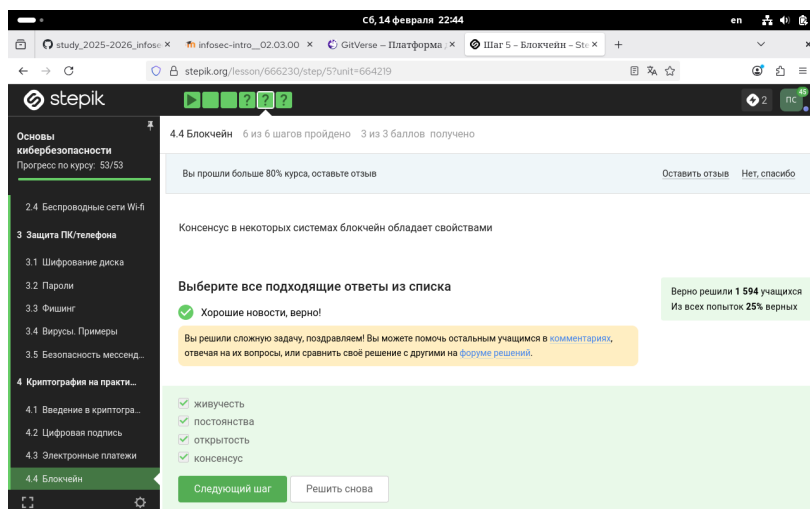 Сб, 14 февраля 22:44
en
study_2025-2026_infose
infosec-intro__02.03.00
GitVerse – Платформа д
Шаг 5 – Блокчейн – Ste
stepik.org/lesson/666230/step/5?unit=664219
stepik
?
?
?
2
ПС
45
Основы
кибербезопасности
Прогресс по курсу: 53/53
4.4 Блокчейн 6 из 6 шагов пройдено 3 из 3 баллов получено
Вы прошли больше 80% курса, оставьте отзыв
Оставить отзыв Нет, спасибо
2.4 Беспроводные сети Wi-fi
3 Защита ПК/телефона
3.1 Шифрование диска
3.2 Пароли
3.3 Фишинг
3.4 Вирусы. Примеры
3.5 Безопасность мессенд...
4 Криптография на практи...
4.1 Введение в криптогра...
4.2 Цифровая подпись
4.3 Электронные платежи
4.4 Блокчейн
Консенсус в некоторых системах блокчейн обладает свойствами
Выберите все подходящие ответы из списка
Верно решили 1 594 учащихся
Из всех попыток 25% верных
Хорошие новости, верно!
Вы решили сложную задачу, поздравляем! Вы можете помочь остальным учащимся в комментариях,
отвечая на их вопросы, или сравнить своё решение с другими на форуме решений.
живучесть
постоянства
открытость
консенсус
Следующий шаг
Решить снова